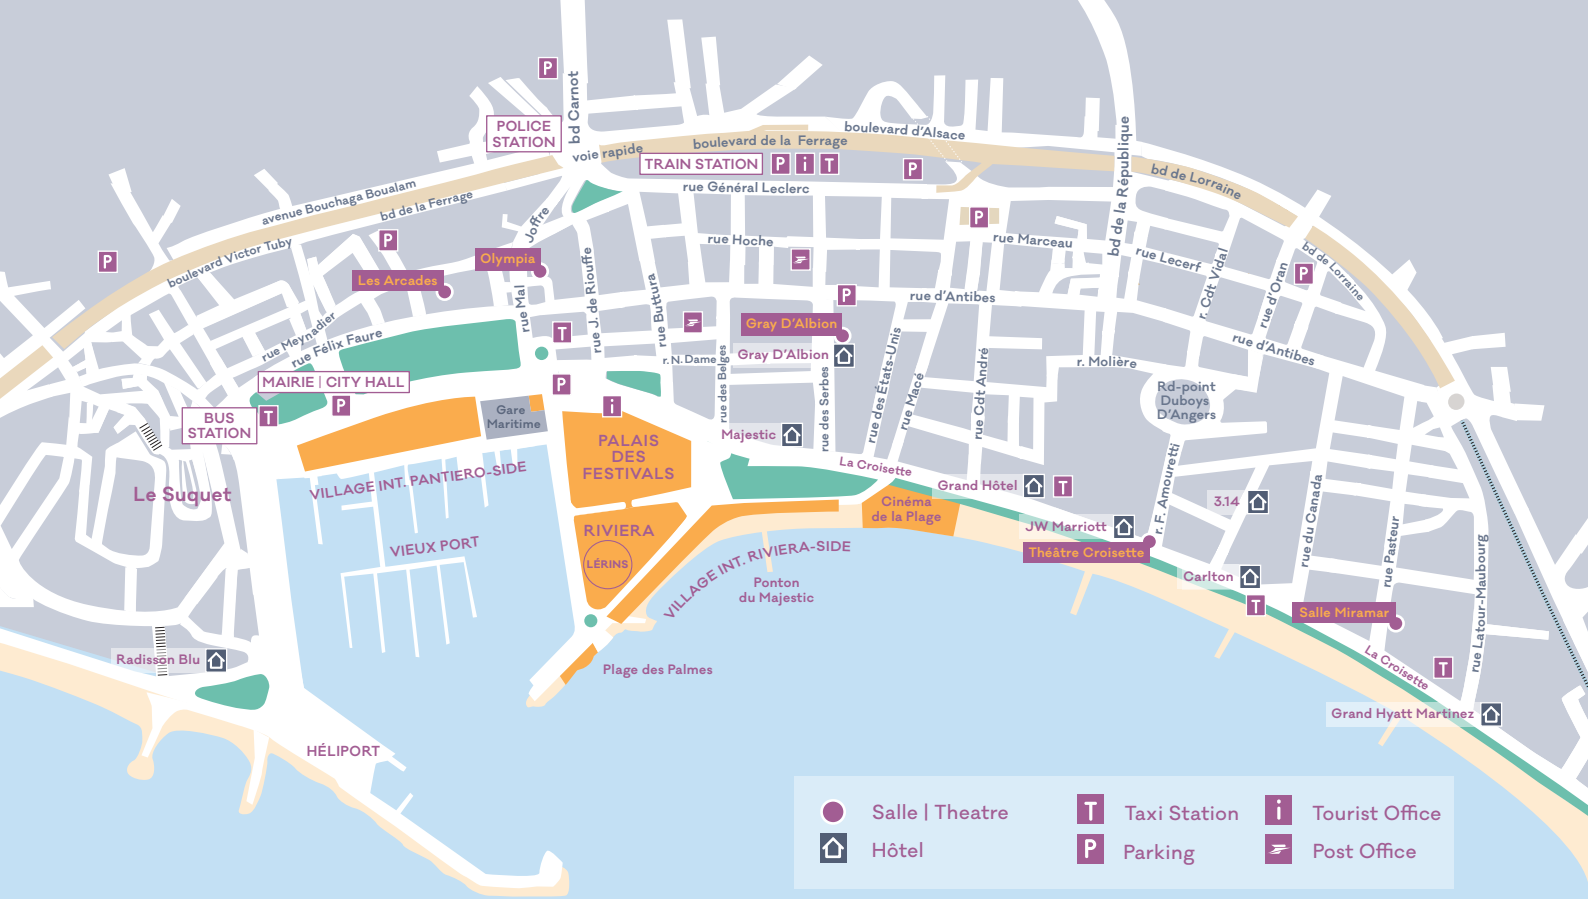 P
bd Carnot
POLICE
STATION
voie rapide
boulevard de la Ferrage
boulevard d'Alsace
TRAIN STATION
P
i
T
P
rue Général Leclerc
bd de la République
bd de Lorraine
avenue Bouchaga Boualam
bd de la Ferrage
boulevard Victor Tuby
P
P
Joffre
Olympia
Les Arcades
rue Mal
rue J. de Riouffe
rue Buttura
rue Hoche
P
rue Marceau
rue Lecerf
r. Cdt Vidal
rue d'Oran
bd de Lorraine
P
P
rue d'Antibes
rue d'Antibes
rue Meynadier
rue Félix Faure
T
Gray D'Albion
Gray D'Albion
r. N. Dame
rue des Belges
rue des Serbes
rue des États-Unis
rue Macé
rue Cdt André
r. Molière
Rd-point
Duboys
D'Angers
MAIRIE | CITY HALL
P
P
i
BUS
STATION
T
Gare
Maritime
PALAIS
DES
FESTIVALS
Majestic
La Croisette
Grand Hôtel
T
Cinéma
de la Plage
JW Marriott
Théâtre Croisette
r. F. Amouretti
3.14
rue du Canada
rue Pasteur
rue Latour-Maubourg
Le Suquet
VILLAGE INT. PANTIERO-SIDE
VIEUX PORT
RIVIERA
LÉRINS
VILLAGE INT. RIVIERA-SIDE
Ponton
du Majestic
Carlton
T
Salle Miramar
La Croisette
T
Grand Hyatt Martinez
Radisson Blu
Plage des Palmes
HÉLIPORT
Salle | Theatre
T
Taxi Station
i
Tourist Office
Hôtel
P
Parking
Post Office